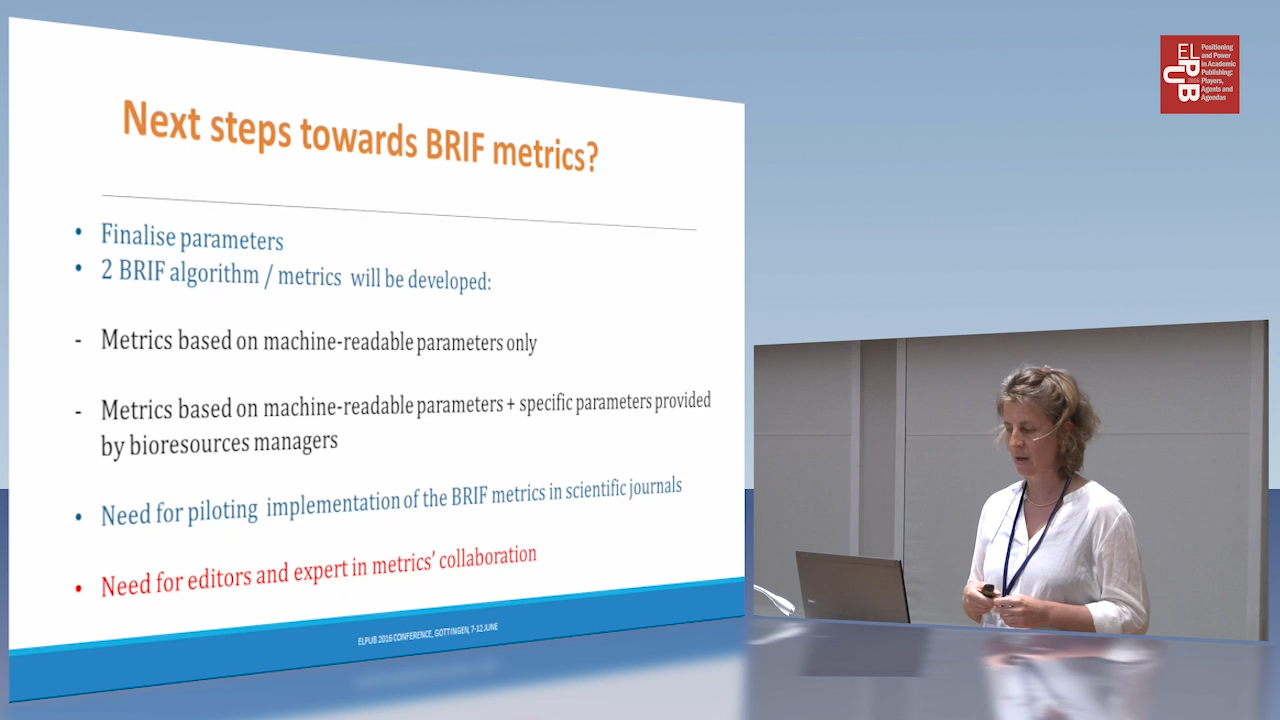 Next steps towards BRIF metrics?
• Finalise parameters
• 2 BRIF algorithm / metrics will be developed:
- Metrics based on machine-readable parameters only
- Metrics based on machine-readable parameters + specific parameters provided
by bioresources managers
• Need for piloting implementation of the BRIF metrics in scientific journals
• Need for editors and expert in metrics’ collaboration
ELPUB 2016 CONFERENCE, GOTTINGEN, 7-12 JUNE
EL
PUB
2016
Positioning
and Power
in Academic
Publishing:
Players,
Agents and
Agendas